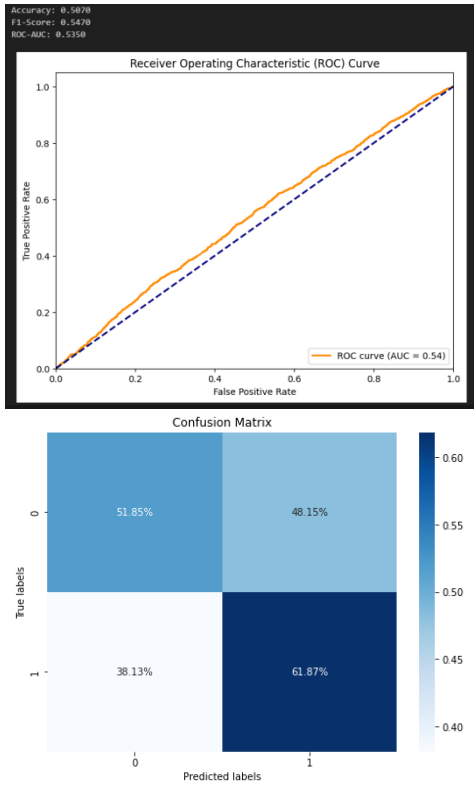 Accuracy: 0.5070
F1-Score: 0.5470
ROC-AUC: 0.5350
Receiver Operating Characteristic (ROC) Curve
True Positive Rate
1.0
0.8
0.6
0.4
0.2
0.0
ROC curve (AUC = 0.54)
0.0 0.2 0.4 0.6 0.8 1.0
False Positive Rate
Confusion Matrix
True labels
0
51.85% 48.15%
1
38.13% 61.87%
0 1
Predicted labels
0.60
0.55
0.50
0.45
0.40